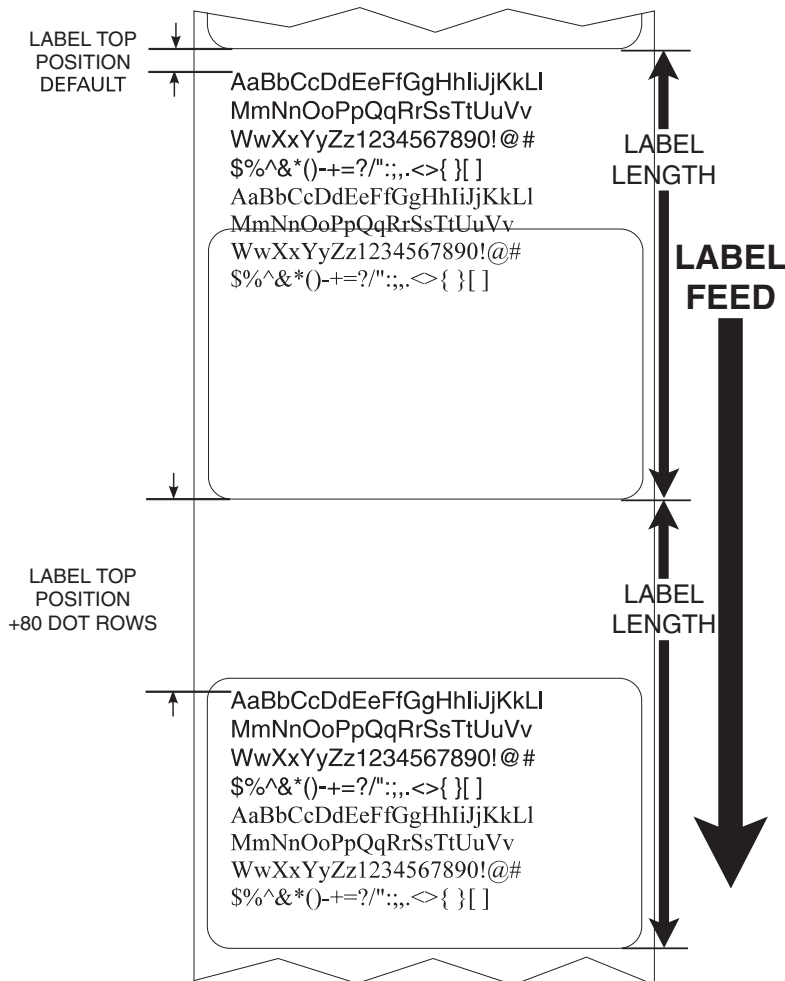 LABEL TOP
POSITION
DEFAULT
AaBbCcDdEeFfGgHhIiJjKkLl
MmNnOoPpQqRrSsTtUuVv
WwXxYyZz1234567890!@#
$%^&*()-+=?/":;,.<>{ }[ ]
AaBbCcDdEeFfGgHhIiJjKkLl
MmNnOoPpQqRrSsTtUuVv
WwXxYyZz1234567890!@#
$%^&*()-+=?/":;,.<>{ }[ ]
LABEL
LENGTH
LABEL
FEED
LABEL TOP
POSITION
+80 DOT ROWS
LABEL
LENGTH
AaBbCcDdEeFfGgHhIiJjKkLl
MmNnOoPpQqRrSsTtUuVv
WwXxYyZz1234567890!@#
$%^&*()-+=?/":;,.<>{ }[ ]
AaBbCcDdEeFfGgHhIiJjKkLl
MmNnOoPpQqRrSsTtUuVv
WwXxYyZz1234567890!@#
$%^&*()-+=?/":;,.<>{ }[ ]